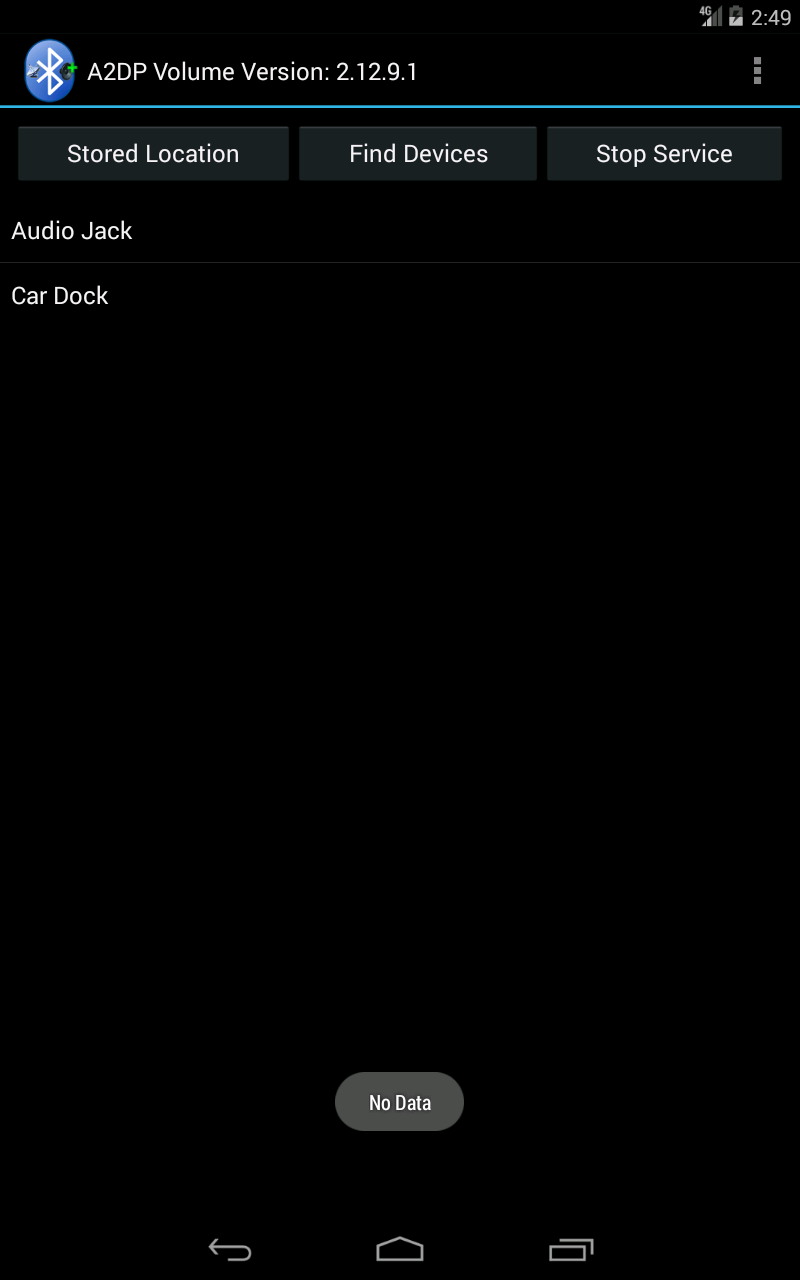 4G 2:49
A2DP Volume Version: 2.12.9.1
Stored Location Find Devices Stop Service
Audio Jack
Car Dock
No Data